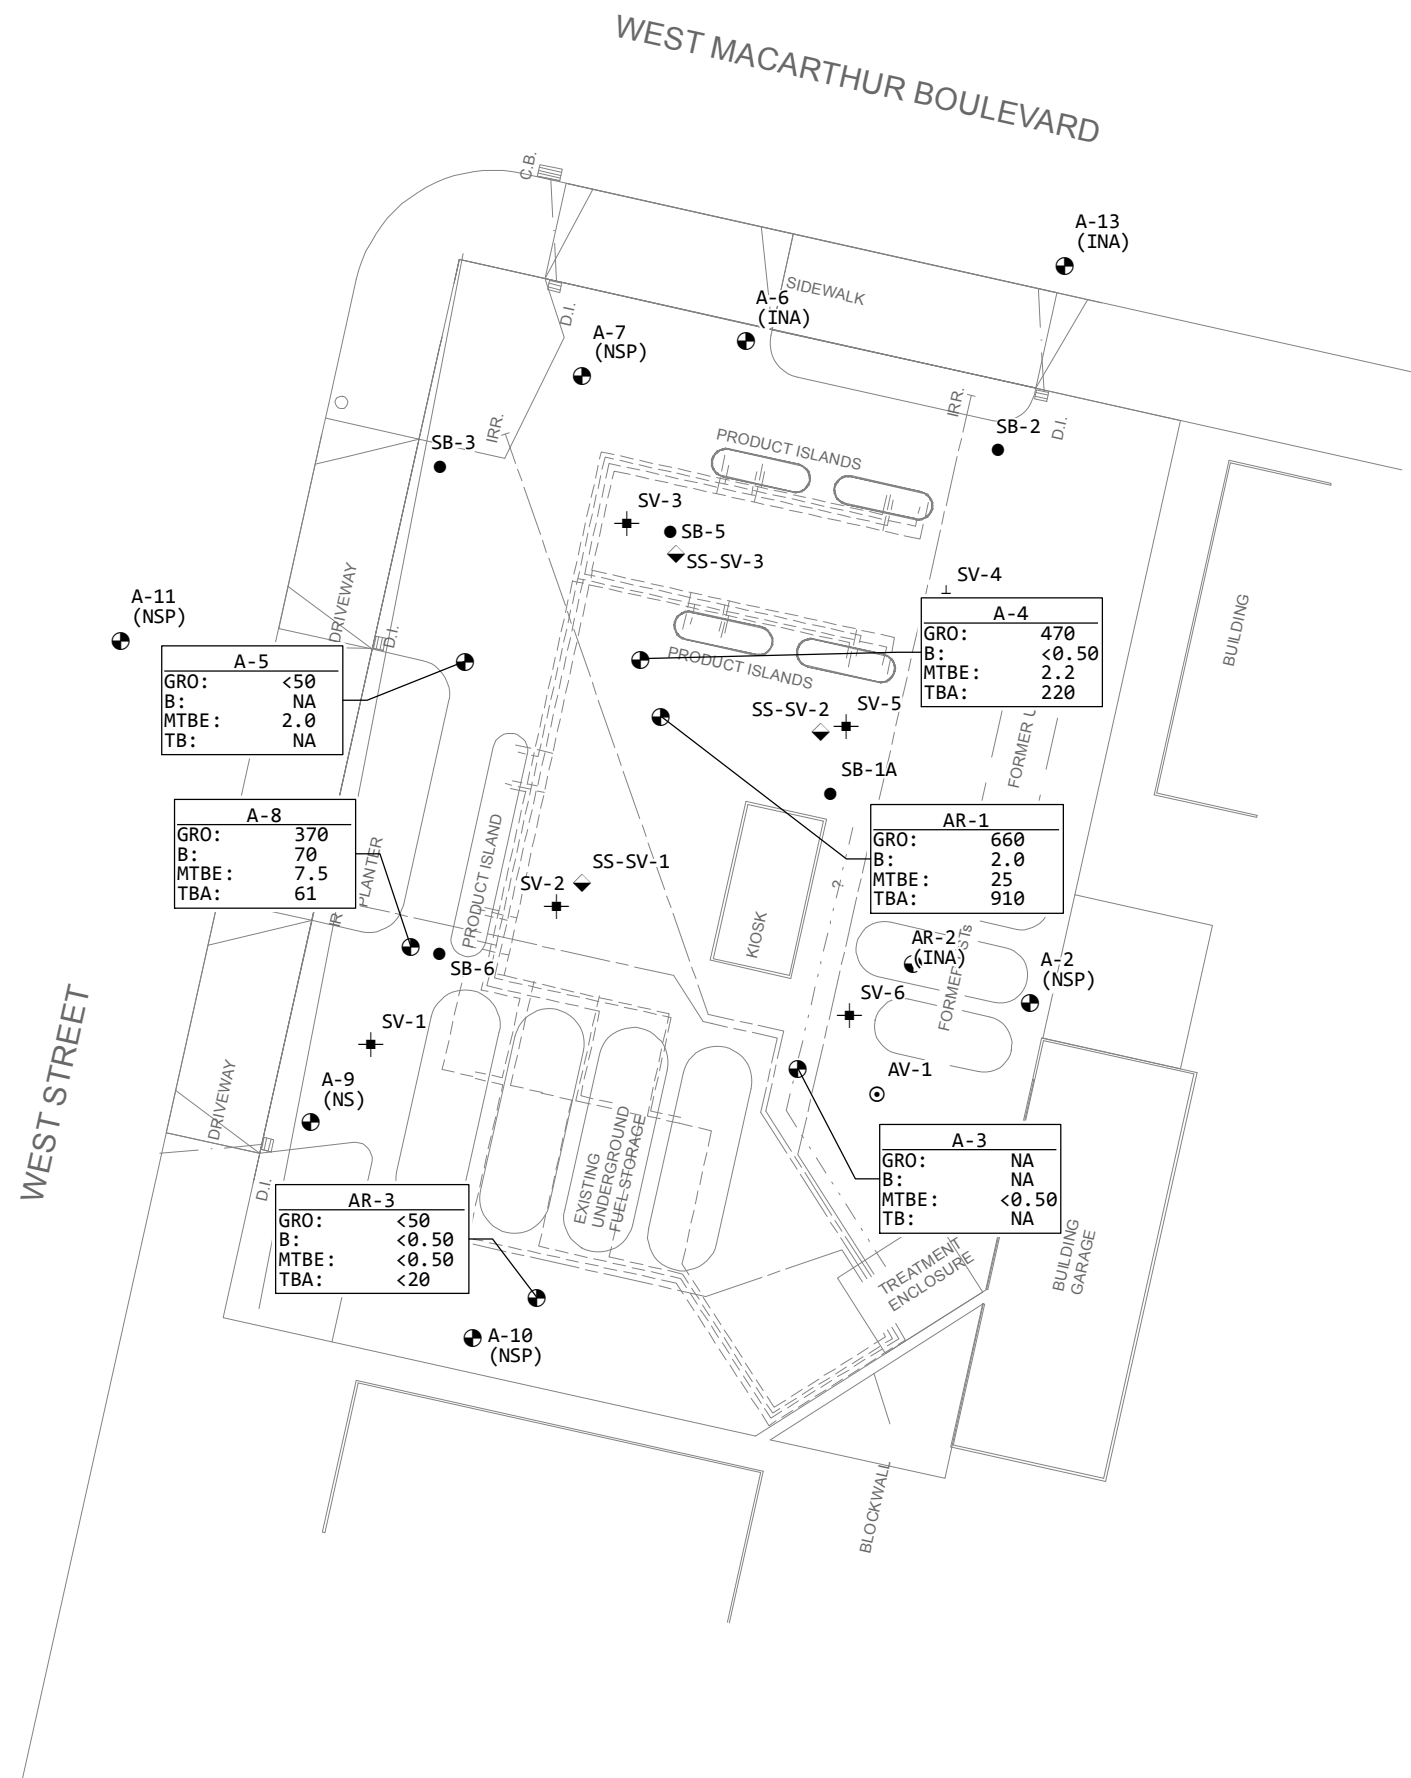 WEST MACARTHUR BOULEVARD
C.B.
A-13
(INA)
SIDEWALK
A-6
(INA)
D.I.
A-7
(NSP)
IRR.
IRR.
D.I.
SB-2
SB-3
PRODUCT ISLANDS
SV-3
SB-5
SS-SV-3
SV-4
A-11
(NSP)
DRIVEWAY
D.I.
BUILDING
A-4
GRO: 470
B: <0.50
MTBE: 2.2
TBA: 220
A-5
GRO: <50
B: NA
MTBE: 2.0
TB: NA
PRODUCT ISLANDS
SS-SV-2
SV-5
FORMER
SB-1A
A-8
GRO: 370
B: 70
MTBE: 7.5
TBA: 61
PLANTER
PRODUCT ISLAND
AR-1
GRO: 660
B: 2.0
MTBE: 25
TBA: 910
SS-SV-1
SV-2
?
KIOSK
AR-2
(INA)
FORMER USTs
A-2
(NSP)
SB-6
SV-6
WEST STREET
SV-1
DRIVEWAY
A-9
(NS)
AV-1
EXISTING
UNDERGROUND
FUEL STORAGE
A-3
GRO: NA
B: NA
MTBE: <0.50
TB: NA
D.I.
AR-3
GRO: <50
B: <0.50
MTBE: <0.50
TBA: <20
TREATMENT
ENCLOSURE
BUILDING
GARAGE
A-10
(NSP)
BLOCKWALL